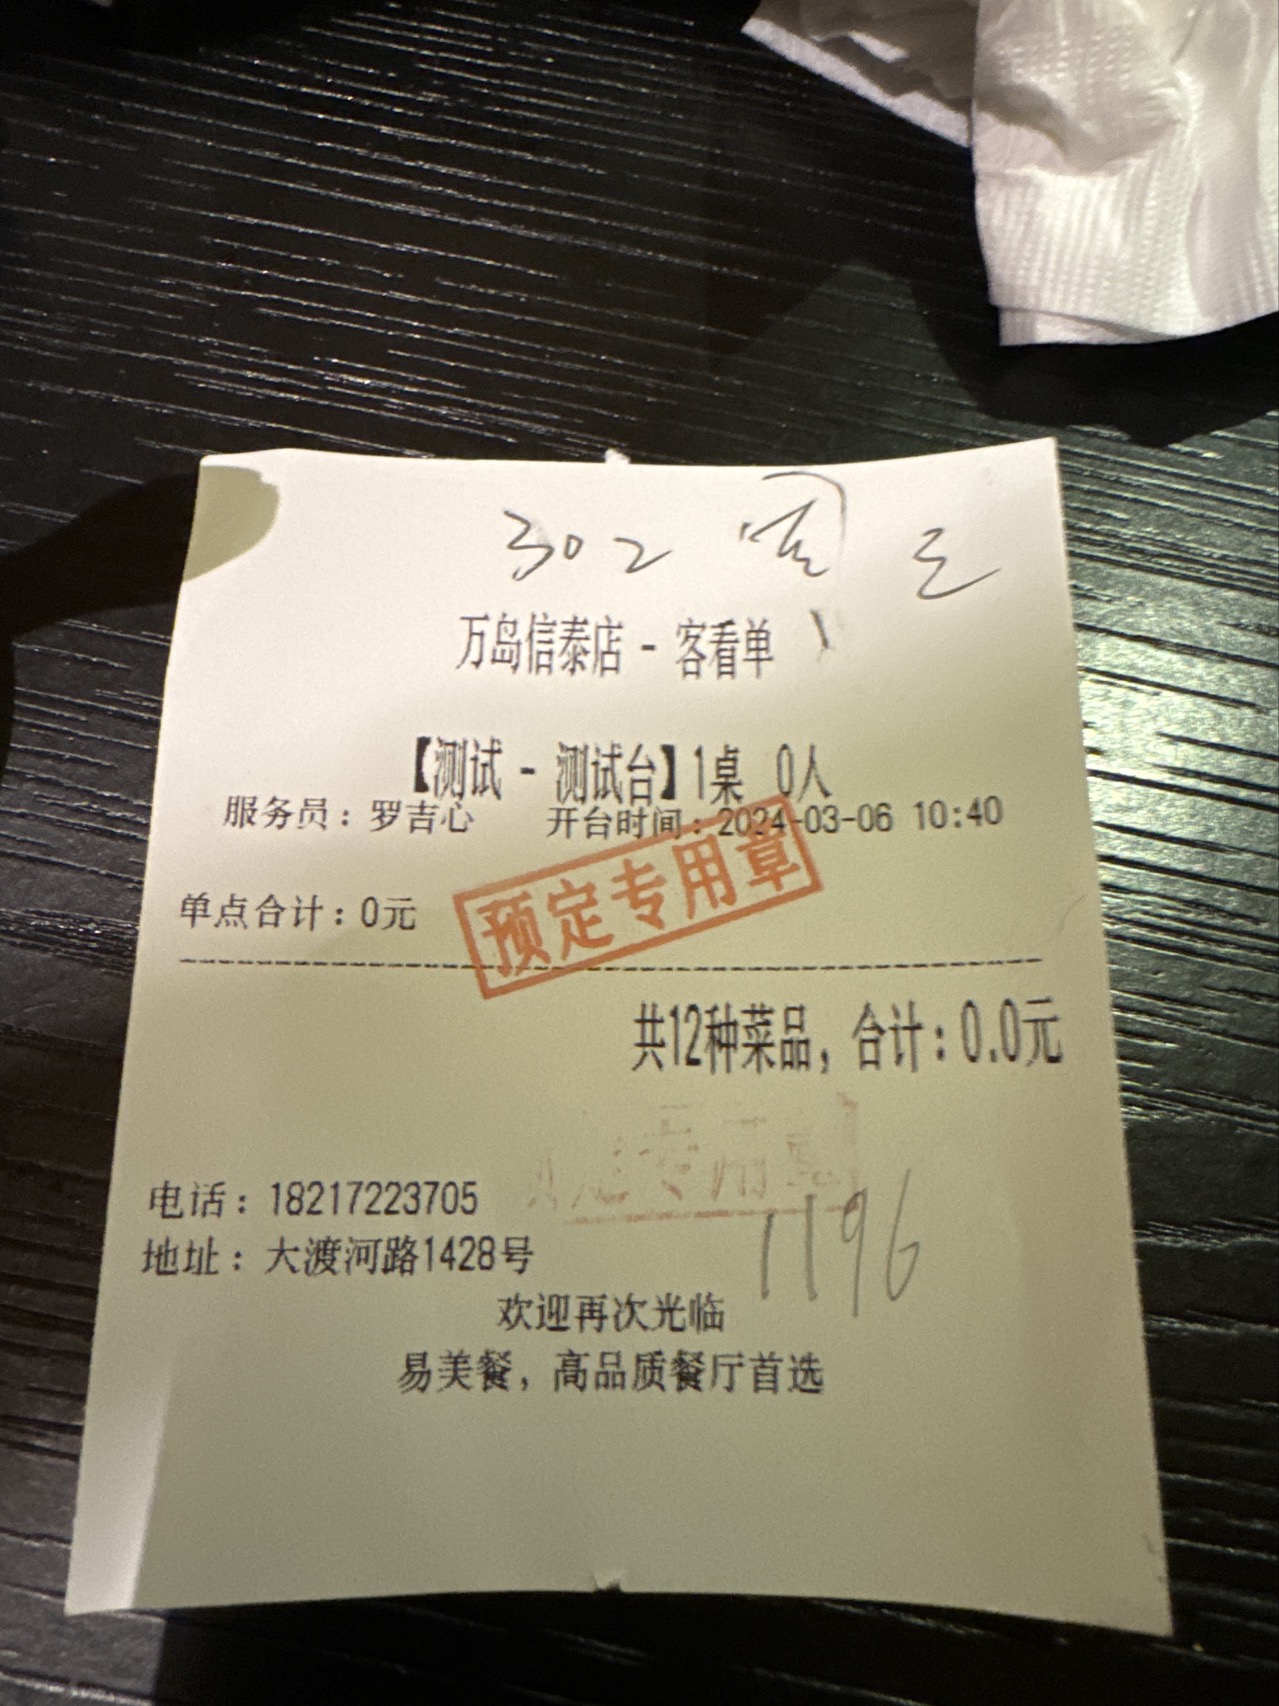 302
万岛信泰店 - 客看单
【测试 - 测试台】1桌 0人
服务员：罗吉心 开台时间：2024-03-06 10:40
预定专用章
单点合计：0元
共12种菜品，合计：0.0元
定专用章
电话：18217223705
1196
地址：大渡河路1428号
欢迎再次光临
易美餐，高品质餐厅首选